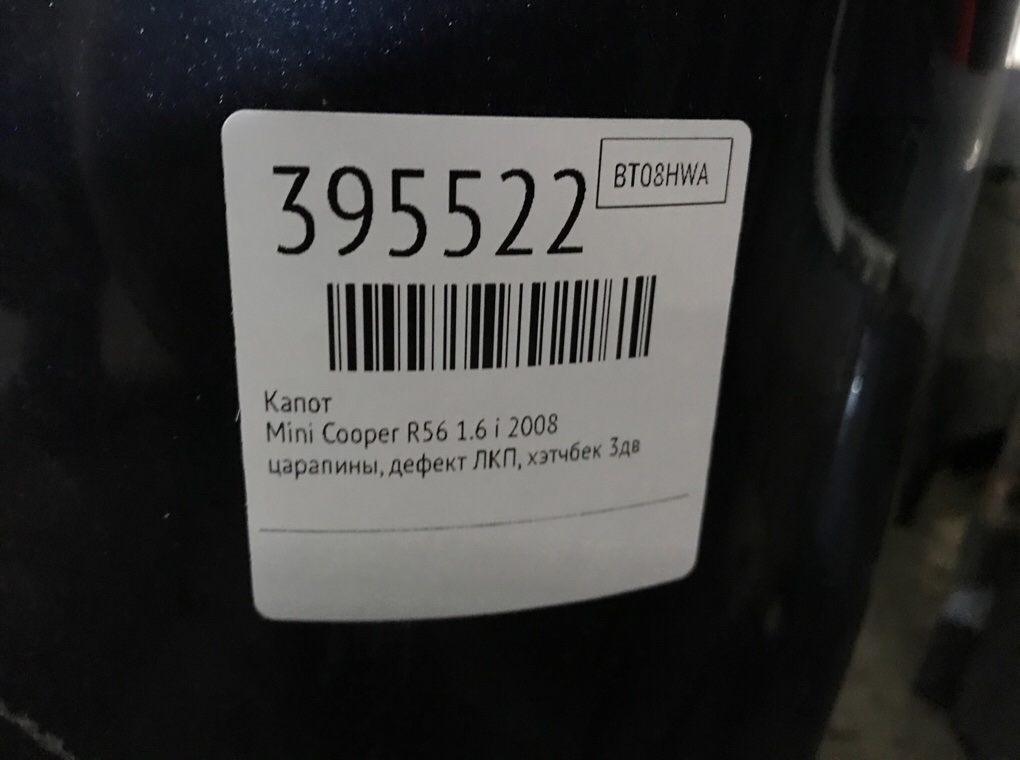 395522
BT08HWA
Капот
Mini Cooper R56 1.6 i 2008
царапины, дефект ЛКП, хэтчбек 3дв